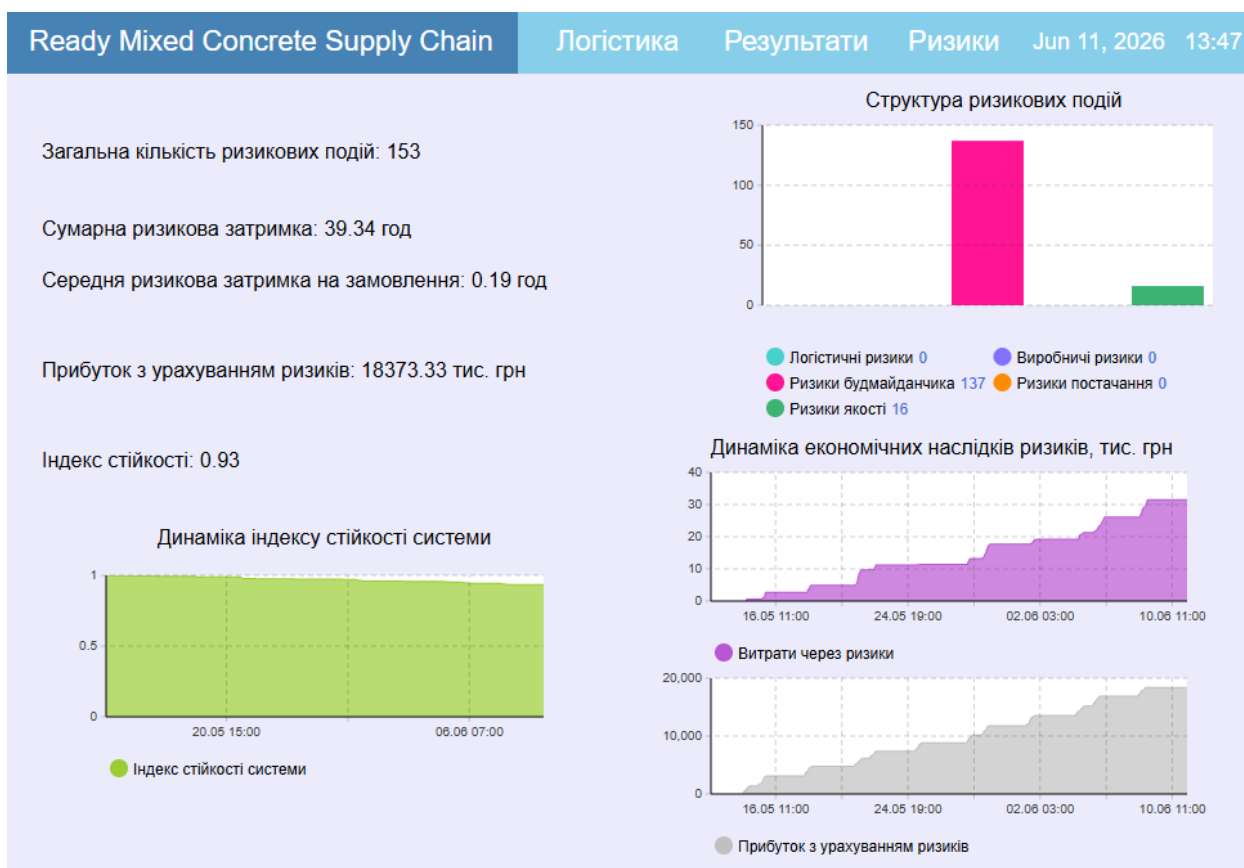 Ready Mixed Concrete Supply Chain Логістика Результати Ризики Jun 11, 2026 13:47
Загальна кількість ризикових подій: 153
Сумарна ризикова затримка: 39.34 год
Середня ризикова затримка на замовлення: 0.19 год
Прибуток з урахуванням ризиків: 18373.33 тис. грн
Індекс стійкості: 0.93
Динаміка індексу стійкості системи
1
0.5
0
20.05 15:00 06.06 07:00
Індекс стійкості системи
Структура ризикових подій
150
100
50
0
Логістичні ризики 0 Виробничі ризики 0
Ризики будмайданчика 137 Ризики постачання 0
Ризики якості 16
Динаміка економічних наслідків ризиків, тис. грн
40
30
20
10
0
16.05 11:00 24.05 19:00 02.06 03:00 10.06 11:00
Витрати через ризики
20,000
10,000
0
16.05 11:00 24.05 19:00 02.06 03:00 10.06 11:00
Прибуток з урахуванням ризиків